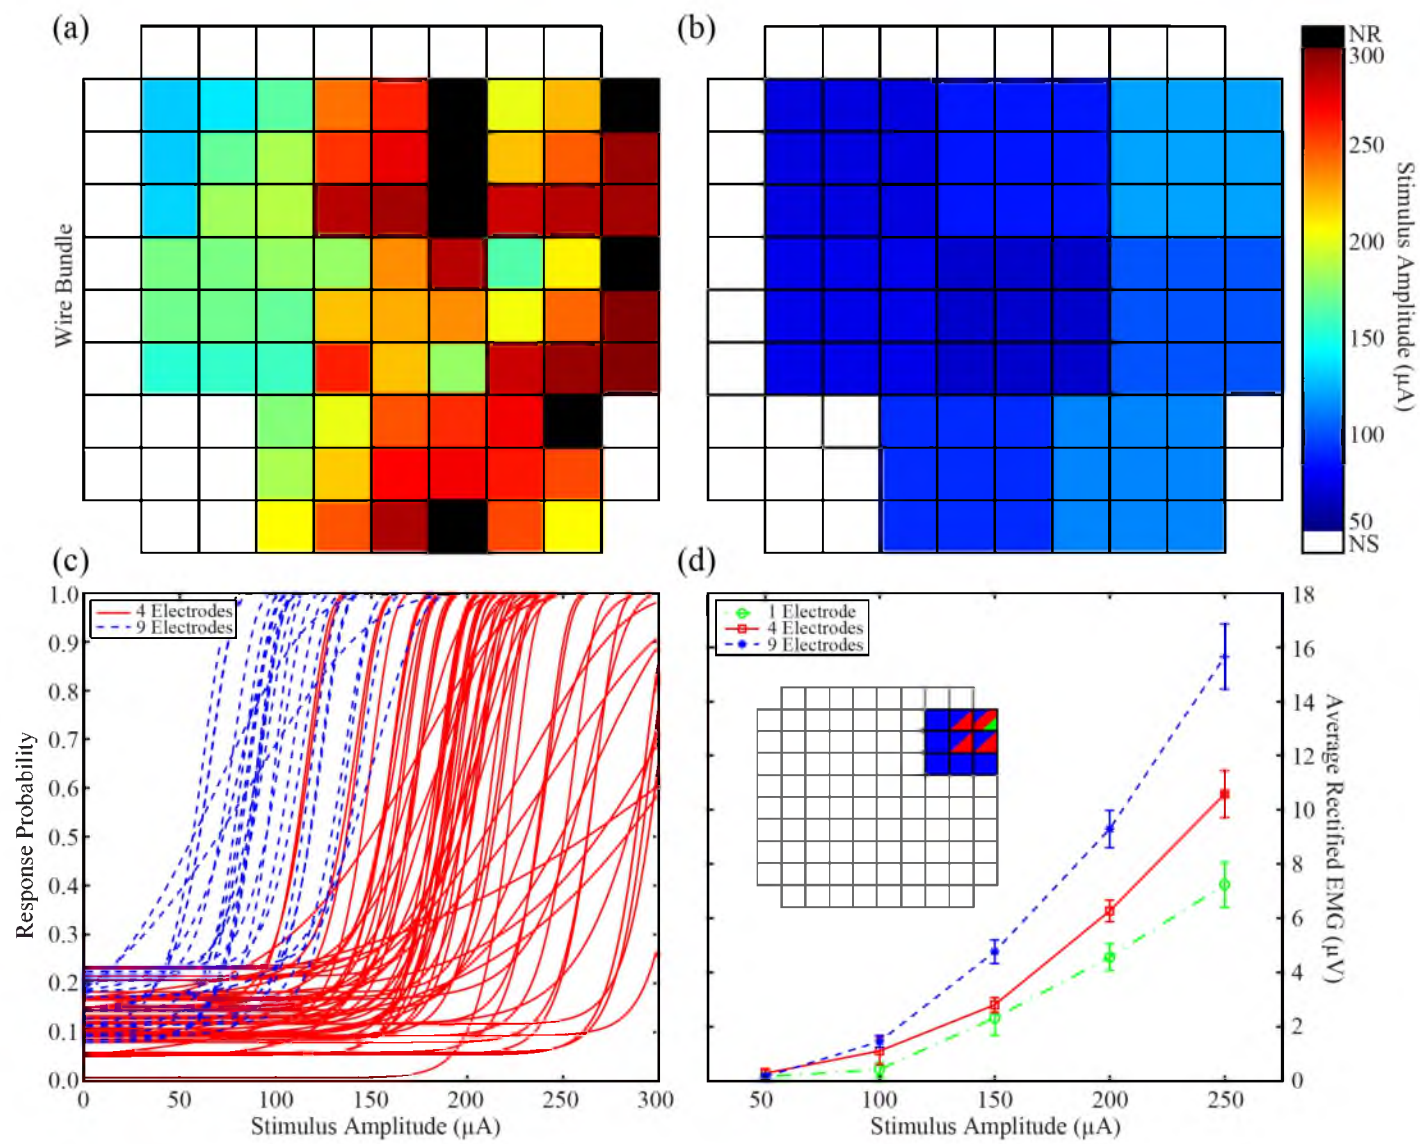 (a)
(b)
NR
300
250
200
150
100
50
NS
Stimulus Amplitude (µA)
Wire Bundle
(c)
(d)
4 Electrodes
9 Electrodes
1.0
0.9
0.8
0.7
0.6
0.5
0.4
0.3
0.2
0.1
0.0
Response Probability
0 50 100 150 200 250 300
Stimulus Amplitude (µA)
1 Electrode
4 Electrodes
9 Electrodes
18
16
14
12
10
8
6
4
2
0
Average Rectified EMG (µV)
50 100 150 200 250
Stimulus Amplitude (µA)